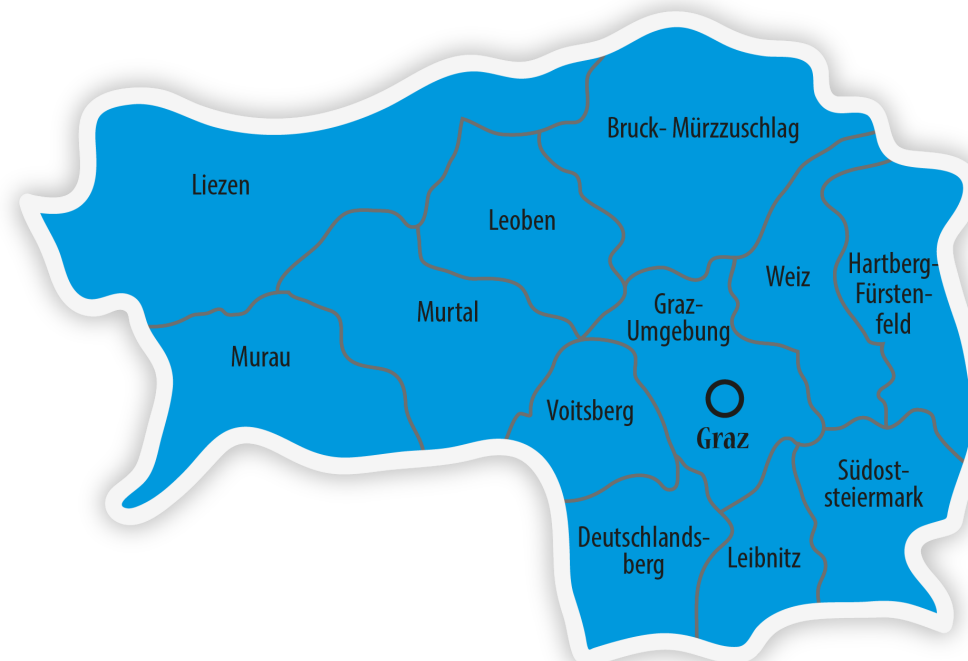 Bruck- Mürzzuschlag
Liezen
Leoben
Hartberg-
Fürsten-
feld
Weiz
Graz-
Umgebung
Murtal
Murau
Voitsberg
Graz
Südost-
steiermark
Deutschlands-
berg
Leibnitz